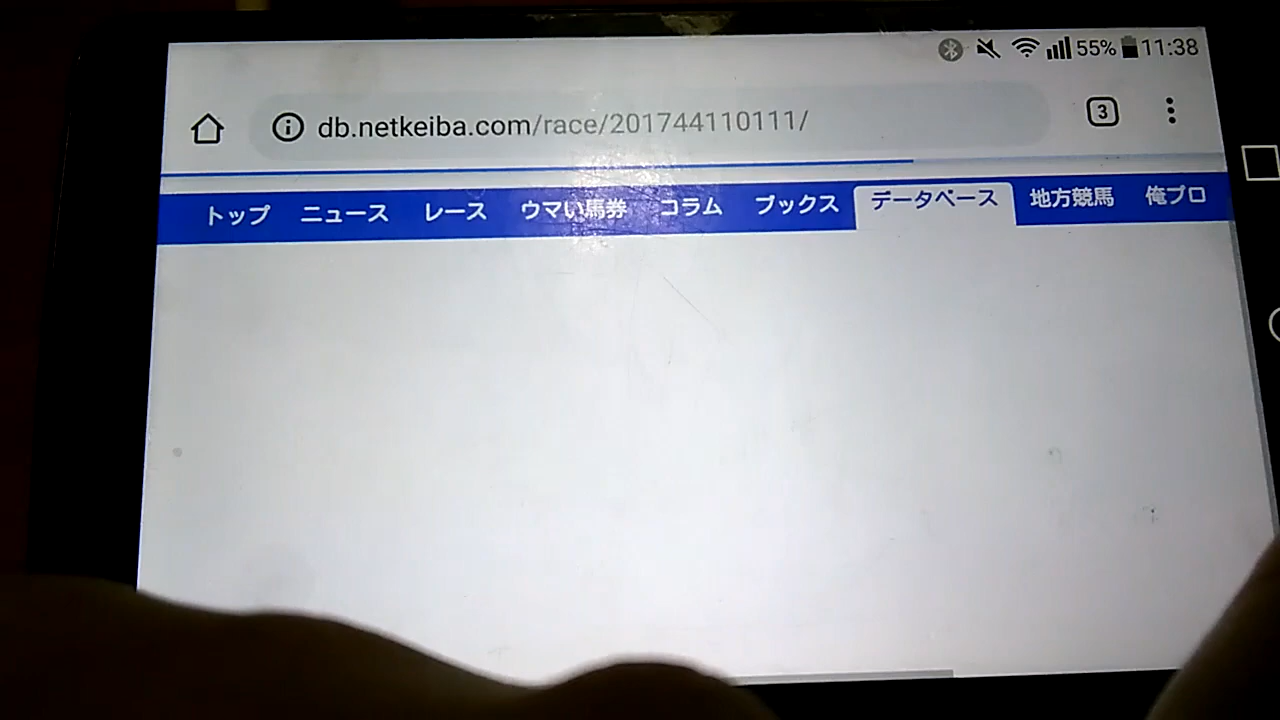 55% 11:38
db.netkeiba.com/race/201744110111/
3
トップ ニュース レース ウマい馬券 コラム ブックス データベース 地方競馬 俺プロ